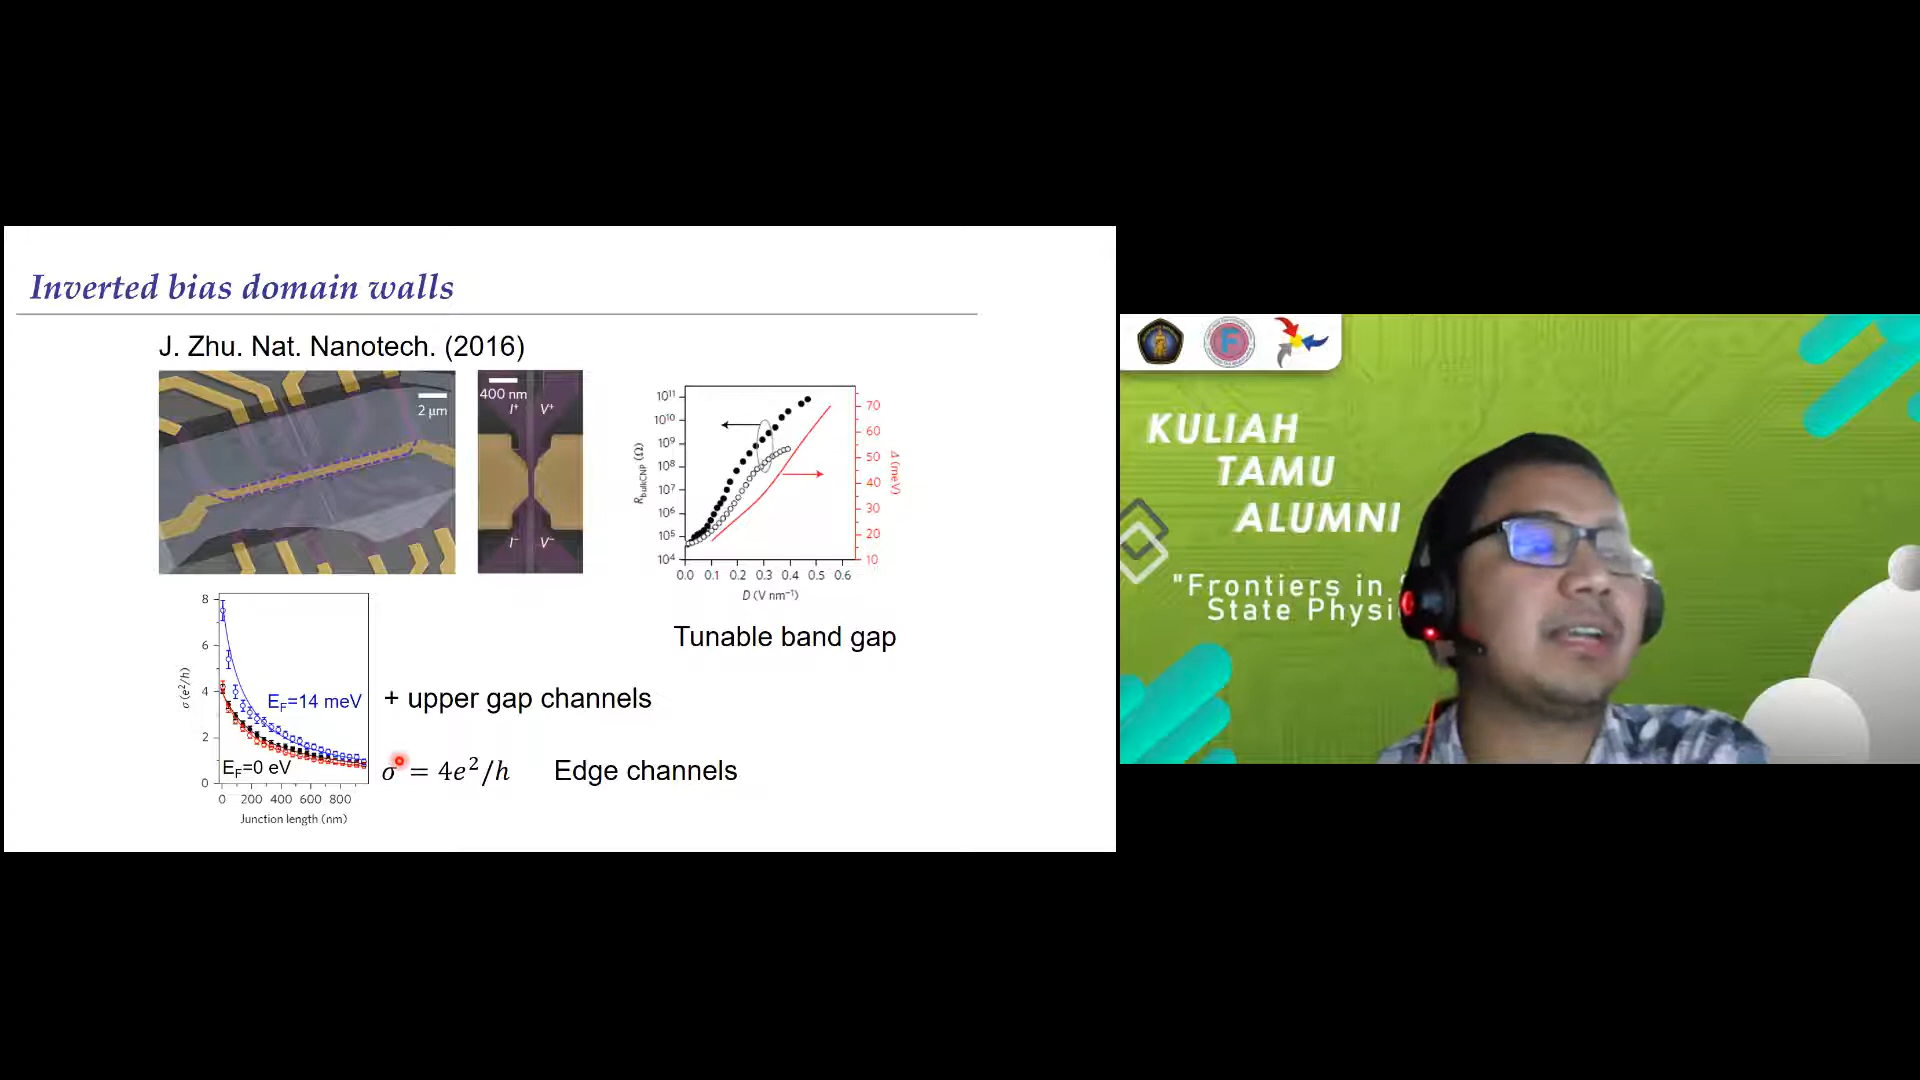 Inverted bias domain walls
J. Zhu. Nat. Nanotech. (2016)
2 μm
400 nm
I⁺ V⁺
I⁻ V⁻
10¹¹
10¹⁰
10⁹
10⁸
10⁷
10⁶
10⁵
10⁴
R_bulkCNP (Ω)
0.0 0.1 0.2 0.3 0.4 0.5 0.6
D (V nm⁻¹)
70
60
50
40
30
20
10
Δ (meV)
Tunable band gap
8
6
4
2
0
σ (e²/h)
E_F=14 meV
E_F=0 eV
0 200 400 600 800
Junction length (nm)
+ upper gap channels
σ = 4e²/h Edge channels
KULIAH
TAMU
ALUMNI
"Frontiers in
State Physi